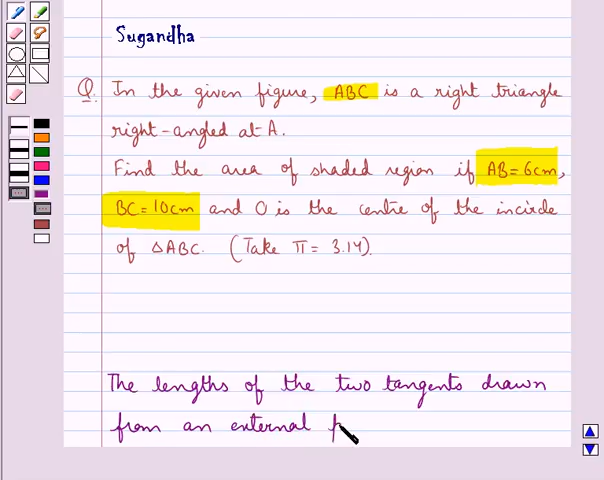 Sugandha
Q. In the given figure, ABC is a right triangle
right-angled at A.
Find the area of shaded region if AB = 6cm,
BC = 10cm and O is the centre of the incircle
of ΔABC. (Take π = 3.14).
The lengths of the two tangents drawn
from an external